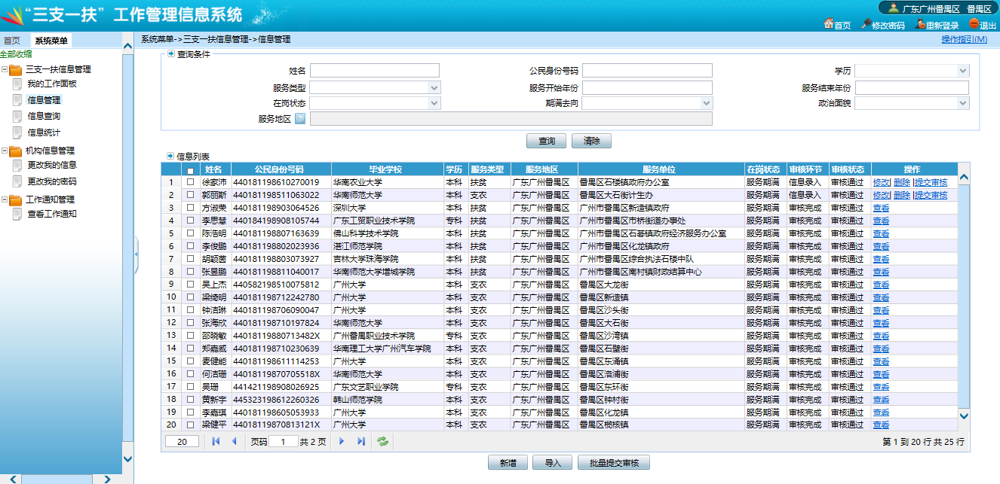 “三支一扶”工作管理信息系统
广东广州番禺区 番禺区
首页 修改密码 重新登录 退出
首页 系统菜单
系统菜单->三支一扶信息管理->信息管理 操作指引(M)
全部收缩
三支一扶信息管理
我的工作面板
信息管理
信息查询
信息统计
机构信息管理
更改我的信息
更改我的密码
工作通知管理
查看工作通知
查询条件
姓名 公民身份号码 学历
服务类型 服务开始年份 服务结束年份
在岗状态 期满去向 政治面貌
服务地区
查询 清除
信息列表
姓名 公民身份号码 毕业学校 学历 服务类型 服务地区 服务单位 在岗状态 审核环节 审核状态 操作
1 徐家沛 440181198610270019 华南农业大学 本科 扶贫 广东广州番禺区 番禺区石楼镇政府办公室 服务期满 信息录入 审核通过 修改| 删除 |提交审核
2 郭丽斯 440181198511063022 华南师范大学 本科 支农 广东广州番禺区 番禺区大石街计生办 服务期满 信息录入 审核通过 修改| 删除 |提交审核
3 方淑荣 440181198903064526 深圳大学 本科 扶贫 广东广州番禺区 广州市番禺区新造镇政府 服务期满 审核完成 审核通过 查看
4 李思慧 440184198908105744 广东工贸职业技术学院 专科 扶贫 广东广州番禺区 广州市番禺区市桥街道办事处 服务期满 审核完成 审核通过 查看
5 陈浩明 440181198807163639 佛山科学技术学院 本科 扶贫 广东广州番禺区 广州市番禺区石碁镇政府经济服务办公室 服务期满 审核完成 审核通过 查看
6 李俊鹏 440181198802023936 湛江师范学院 本科 扶贫 广东广州番禺区 广州市番禺区化龙镇政府 服务期满 审核完成 审核通过 查看
7 胡颖茵 440181198803073927 吉林大学珠海学院 本科 扶贫 广东广州番禺区 广州市番禺区综合执法石楼中队 服务期满 审核完成 审核通过 查看
8 张昱鹏 440181198811040017 华南师范大学增城学院 本科 扶贫 广东广州番禺区 广州市番禺区南村镇财政结算中心 服务期满 审核完成 审核通过 查看
9 吴上杰 440582198510075812 广州大学 本科 支农 广东广州番禺区 番禺区大龙街 服务期满 审核完成 审核通过 查看
10 梁绮明 440181198712242780 广州大学 本科 支农 广东广州番禺区 番禺区新造镇 服务期满 审核完成 审核通过 查看
11 钟洁琳 440181198706090047 广州大学 本科 支农 广东广州番禺区 番禺区沙头街 服务期满 审核完成 审核通过 查看
12 张海欣 440181198710197824 华南师范大学 本科 支农 广东广州番禺区 番禺区大石街 服务期满 审核完成 审核通过 查看
13 邵晓敏 44018119880713482X 广州番禺职业技术学院 专科 支农 广东广州番禺区 番禺区沙湾镇 服务期满 审核完成 审核通过 查看
14 郑嘉威 440181198710230639 华南理工大学广州汽车学院 本科 支农 广东广州番禺区 番禺区石壁街 服务期满 审核完成 审核通过 查看
15 麦健能 440181198611114253 广州大学 本科 支农 广东广州番禺区 番禺区东涌镇 服务期满 审核完成 审核通过 查看
16 何洁珊 44018119870705518X 华南师范大学 本科 支农 广东广州番禺区 番禺区洛浦街 服务期满 审核完成 审核通过 查看
17 吴珊 441421198908026925 广东文艺职业学院 专科 支农 广东广州番禺区 番禺区东环街 服务期满 审核完成 审核通过 查看
18 黄新宇 445323198612260326 韩山师范学院 本科 支农 广东广州番禺区 番禺区钟村街 服务期满 审核完成 审核通过 查看
19 李嘉琪 440181198605053933 广州大学 本科 支农 广东广州番禺区 番禺区化龙镇 服务期满 审核完成 审核通过 查看
20 梁健平 44018119870813121X 广州大学 本科 支农 广东广州番禺区 番禺区榄核镇 服务期满 审核完成 审核通过 查看
20 页码 1 共 2 页 第 1 到 20 行 共 25 行
新增 导入 批量提交审核